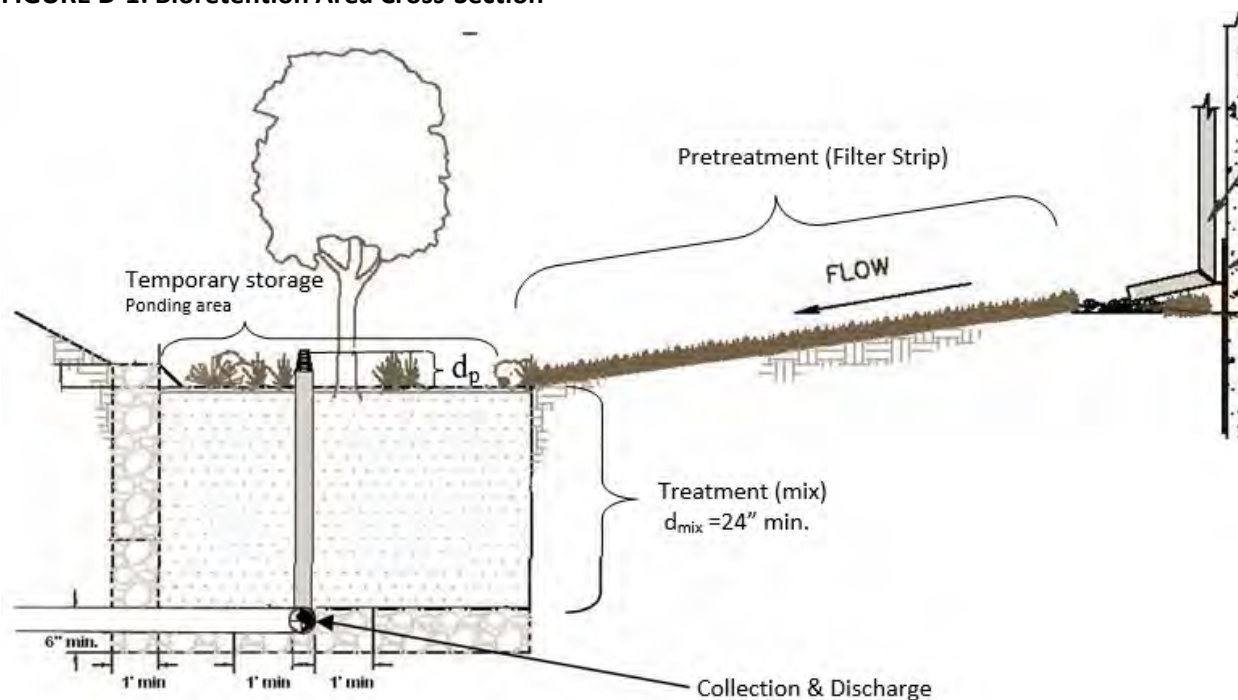 FIGURE D-1: Bioretention Area Cross-Section
Pretreatment (Filter Strip)
FLOW
Temporary storage
Ponding area
dp
Treatment (mix)
dmix =24" min.
6" min.
1' min
1' min
1' min
Collection & Discharge